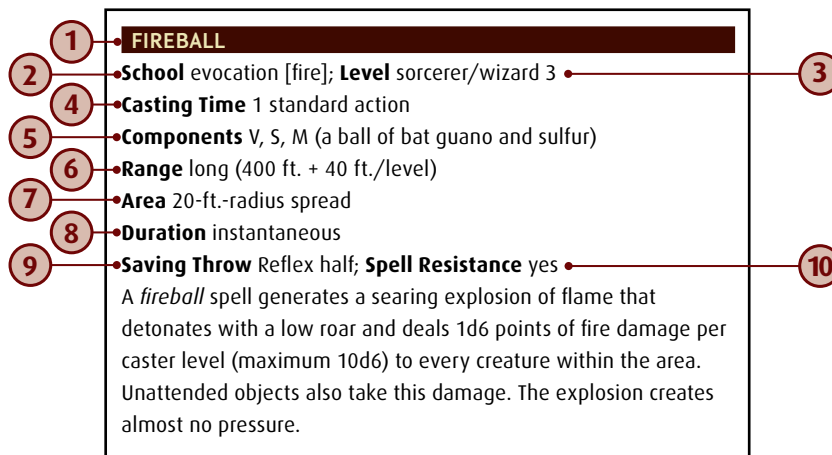 1 FIREBALL
2 School evocation [fire]; Level sorcerer/wizard 3 3
4 Casting Time 1 standard action
5 Components V, S, M (a ball of bat guano and sulfur)
6 Range long (400 ft. + 40 ft./level)
7 Area 20-ft.-radius spread
8 Duration instantaneous
9 Saving Throw Reflex half; Spell Resistance yes 10
A fireball spell generates a searing explosion of flame that
detonates with a low roar and deals 1d6 points of fire damage per
caster level (maximum 10d6) to every creature within the area.
Unattended objects also take this damage. The explosion creates
almost no pressure.